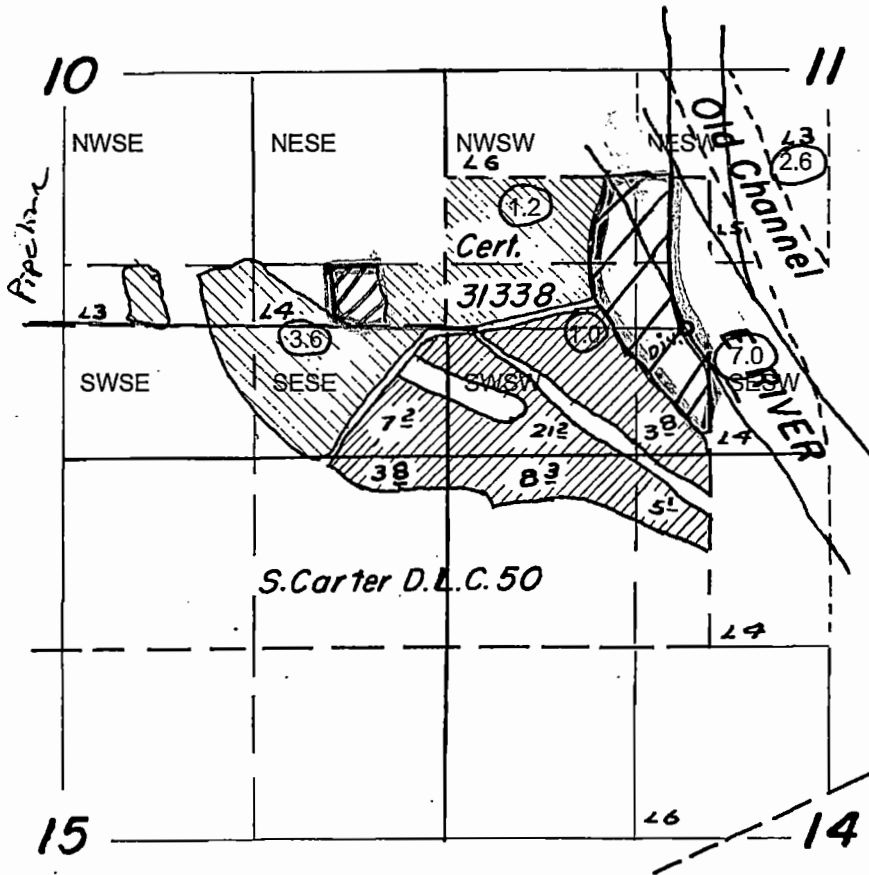 10
11
NWSE
NESE
NWSW
NESW
L3
2.6
L6
Old Channel
1.2
L5
Cert.
31338
Pipeline
L3
L4
3.6
1.0
7.0
SWSE
SESE
SWSW
SESW
RIVER
7 2
21 2
3 8
L4
3 8
8 3
5 1
S. Carter D.L.C. 50
L4
L6
15
14